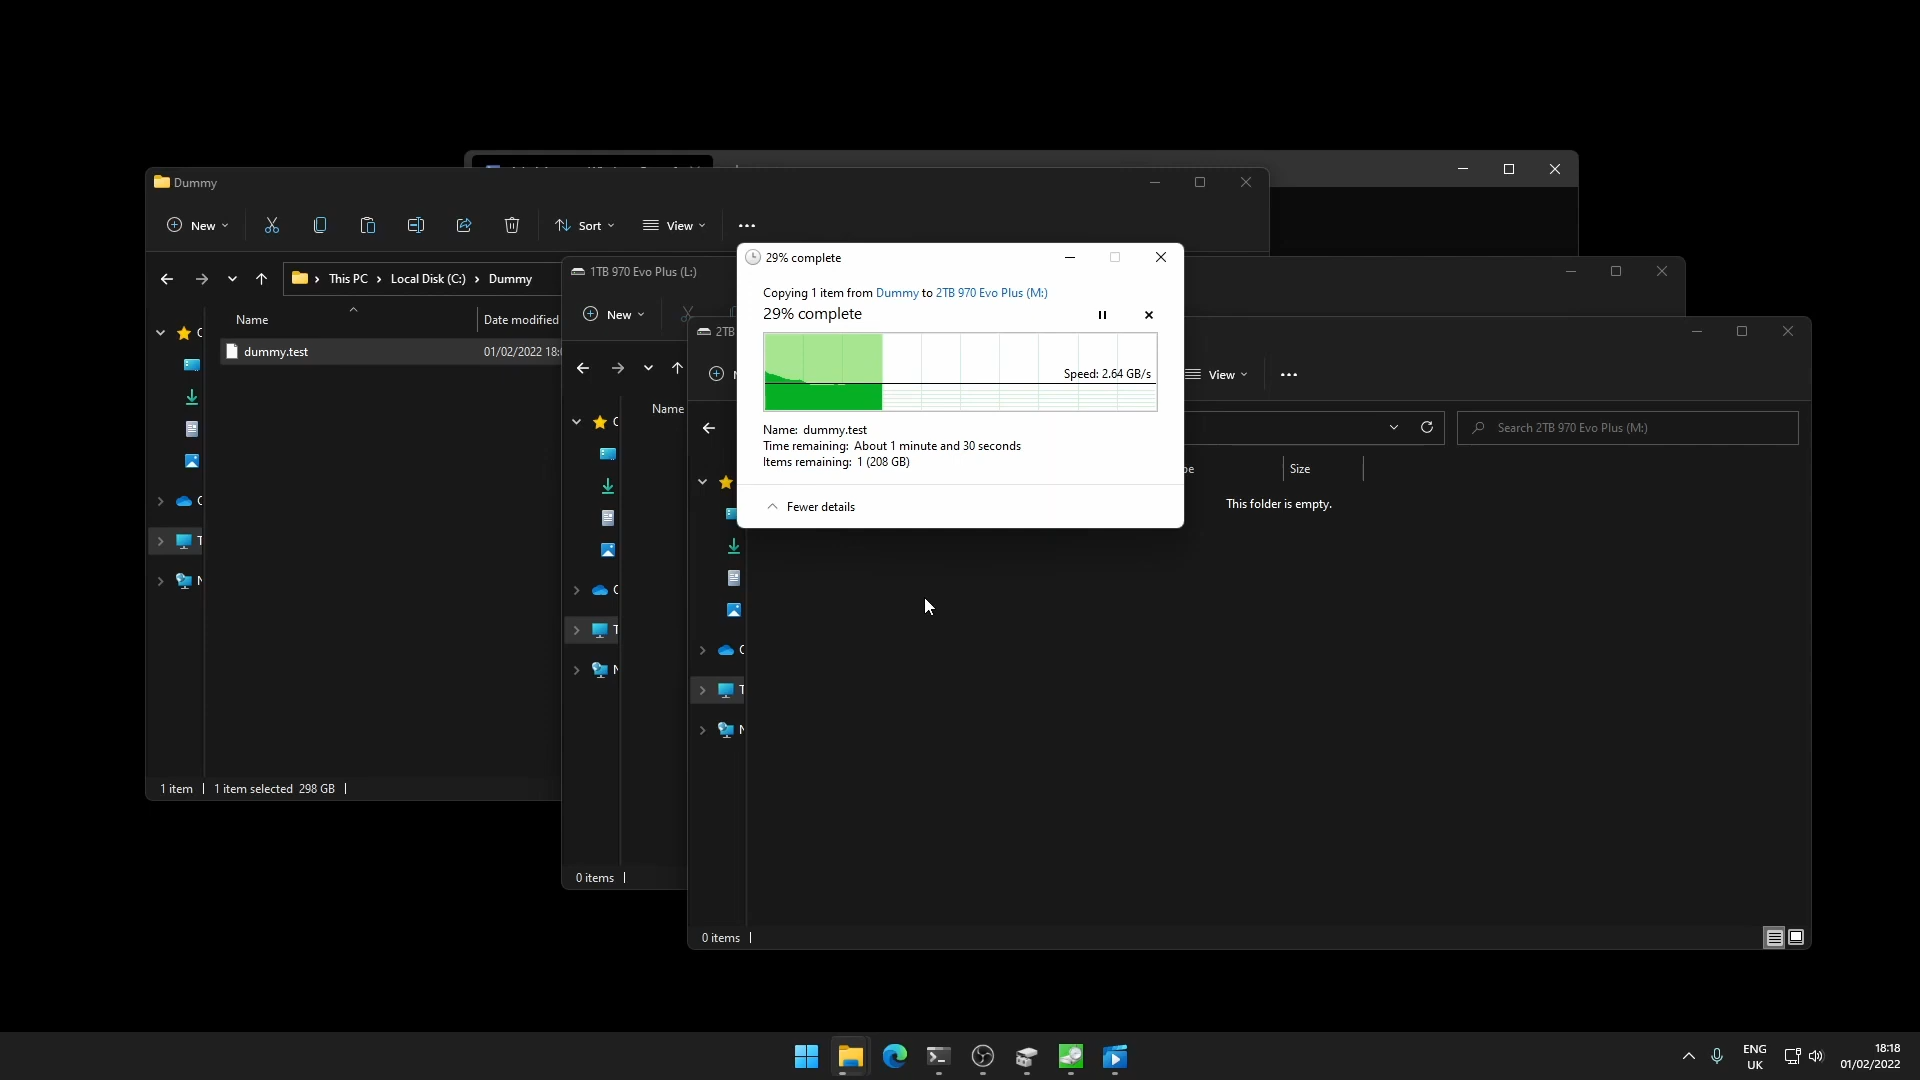 Dummy
New
Sort
View
This PC > Local Disk (C:) > Dummy
Name
Date modified
dummy.test
01/02/2022 18:
1 item
1 item selected 298 GB
1TB 970 Evo Plus (L:)
New
Name
0 items
2TB
29% complete
Copying 1 item from Dummy to 2TB 970 Evo Plus (M:)
29% complete
Speed: 2.64 GB/s
Name: dummy.test
Time remaining: About 1 minute and 30 seconds
Items remaining: 1 (208 GB)
Fewer details
View
Search 2TB 970 Evo Plus (M:)
Size
This folder is empty.
0 items
ENG
UK
18:18
01/02/2022